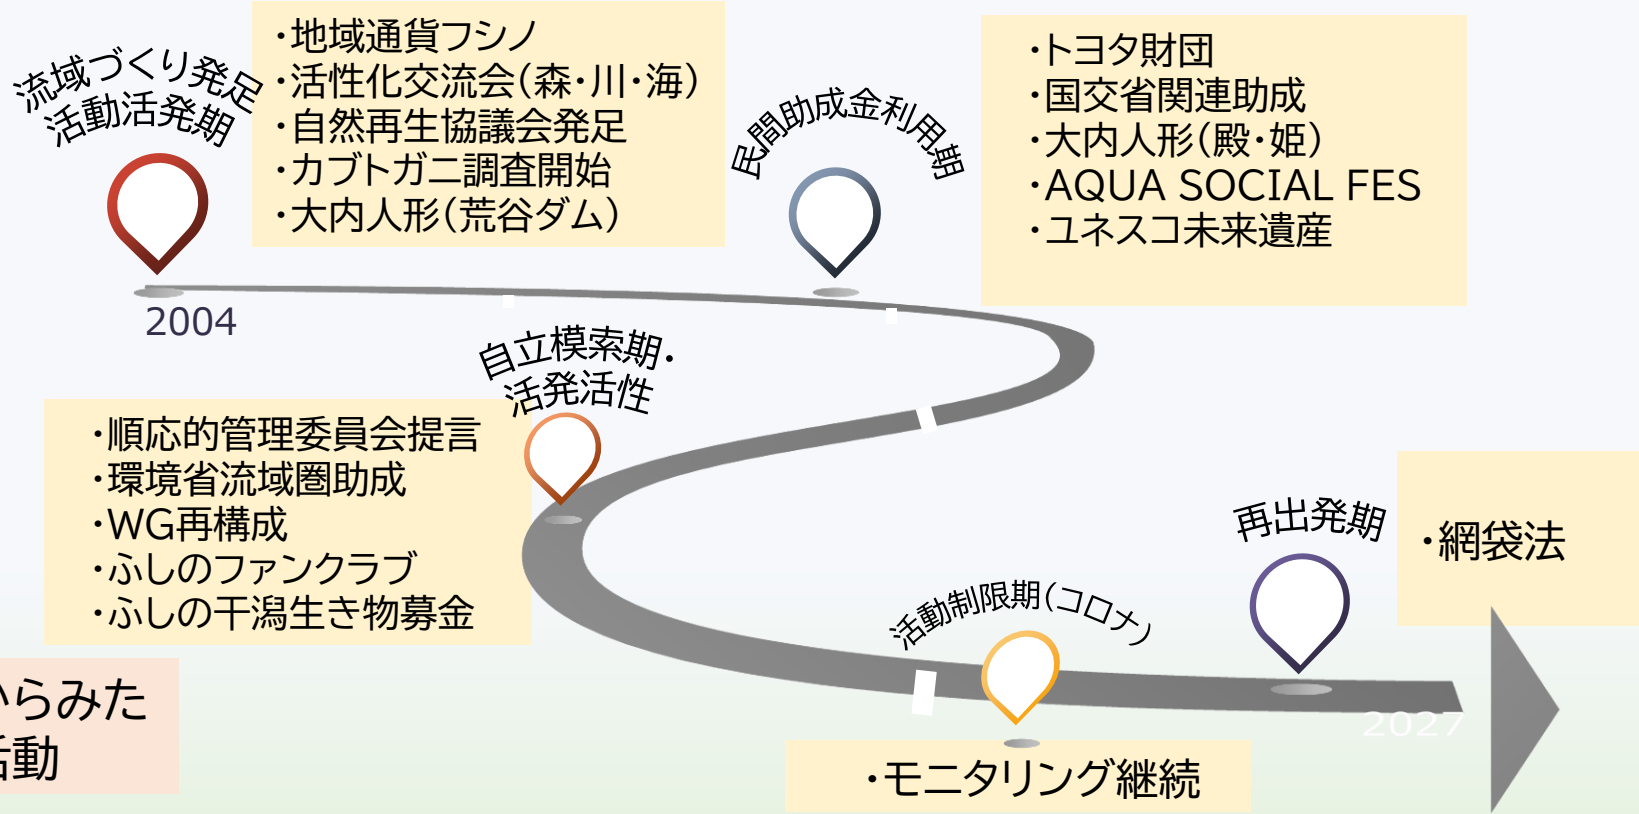 流域づくり発足
活動活発期
・地域通貨フシノ
・活性化交流会(森・川・海)
・自然再生協議会発足
・カブトガニ調査開始
・大内人形(荒谷ダム)
民間助成金利用期
・トヨタ財団
・国交省関連助成
・大内人形(殿・姫)
・AQUA SOCIAL FES
・ユネスコ未来遺産
2004
自立模索期・
活発活性
・順応的管理委員会提言
・環境省流域圏助成
・WG再構成
・ふしのファンクラブ
・ふしの干潟生き物募金
活動制限期(コロナ)
・モニタリング継続
再出発期
・網袋法
2027
からみた
活動